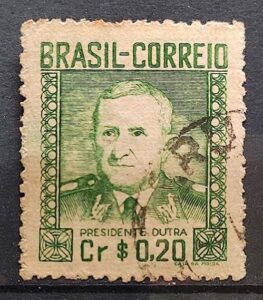 BRASIL-CORREIO
PRESIDENTE DUTRA
Cr $ 0,20
CASA DA MOEDA